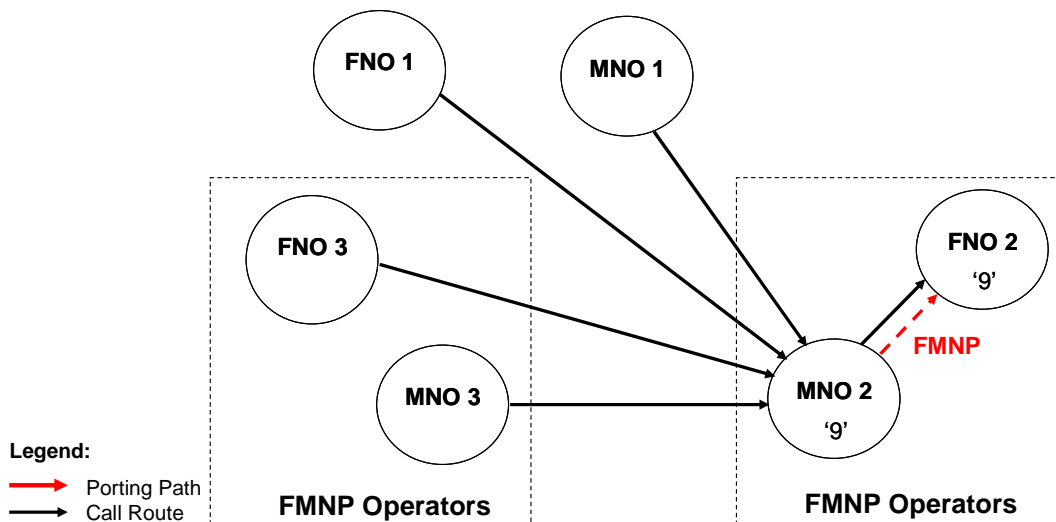 FNO 1
MNO 1
FNO 3
FNO 2
‘9’
FMNP
MNO 3
MNO 2
‘9’
Legend:
Porting Path
Call Route
FMNP Operators
FMNP Operators